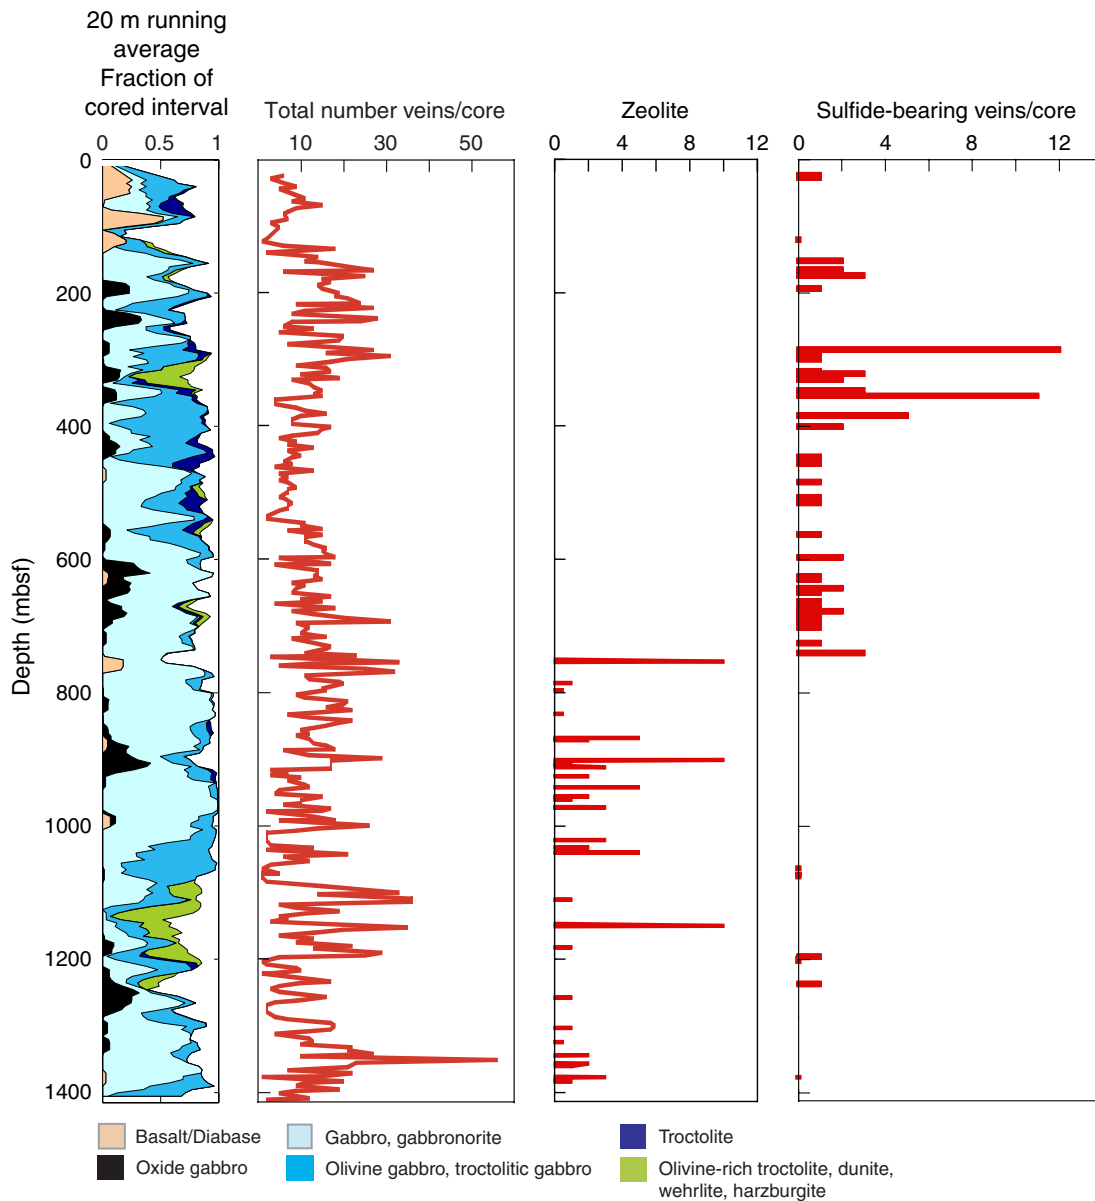 20 m running
average
Fraction of
cored interval
Total number veins/core
Zeolite
Sulfide-bearing veins/core
0 0.5 1
10 30 50
0 4 8 12
0 4 8 12
0
200
400
600
800
1000
1200
1400
Depth (mbsf)
Basalt/Diabase
Gabbro, gabbronorite
Troctolite
Oxide gabbro
Olivine gabbro, troctolitic gabbro
Olivine-rich troctolite, dunite,
wehrlite, harzburgite